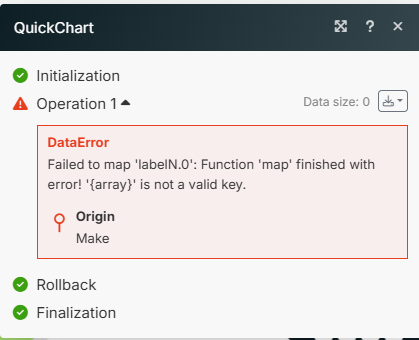 QuickChart
Initialization
Operation 1
Data size: 0
DataError
Failed to map 'labelN.0': Function 'map' finished with
error! '{array}' is not a valid key.
Origin
Make
Rollback
Finalization